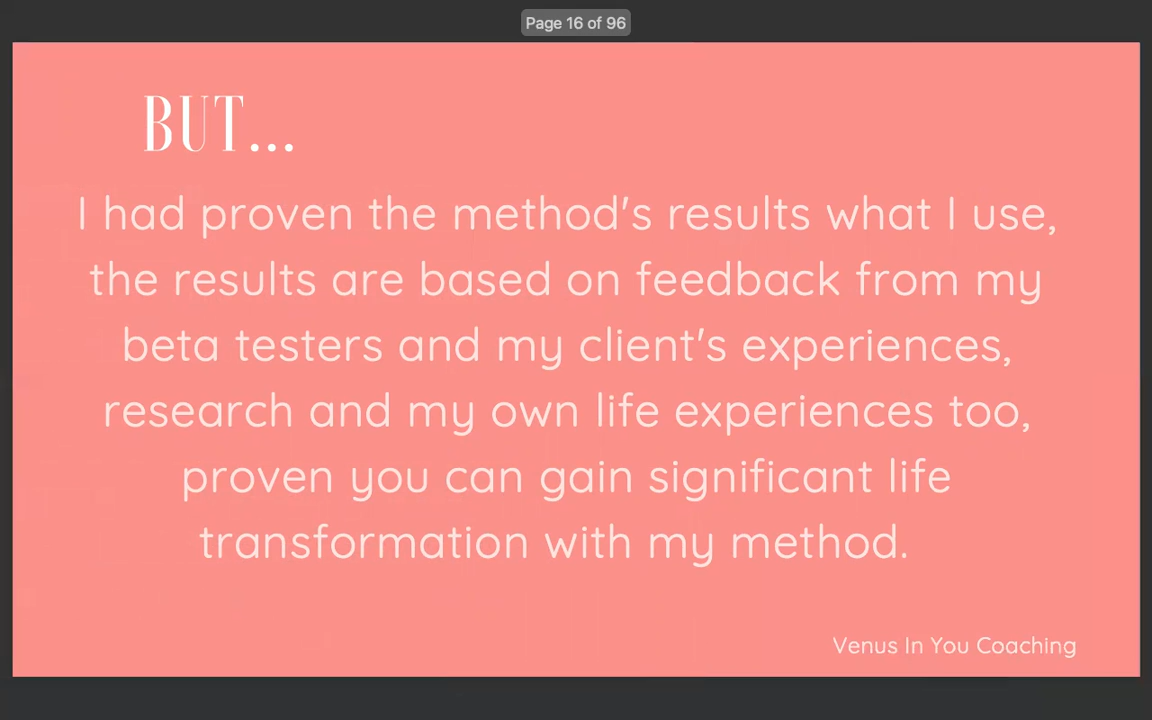 Page 16 of 96
BUT...
I had proven the method's results what I use,
the results are based on feedback from my
beta testers and my client's experiences,
research and my own life experiences too,
proven you can gain significant life
transformation with my method.
Venus In You Coaching